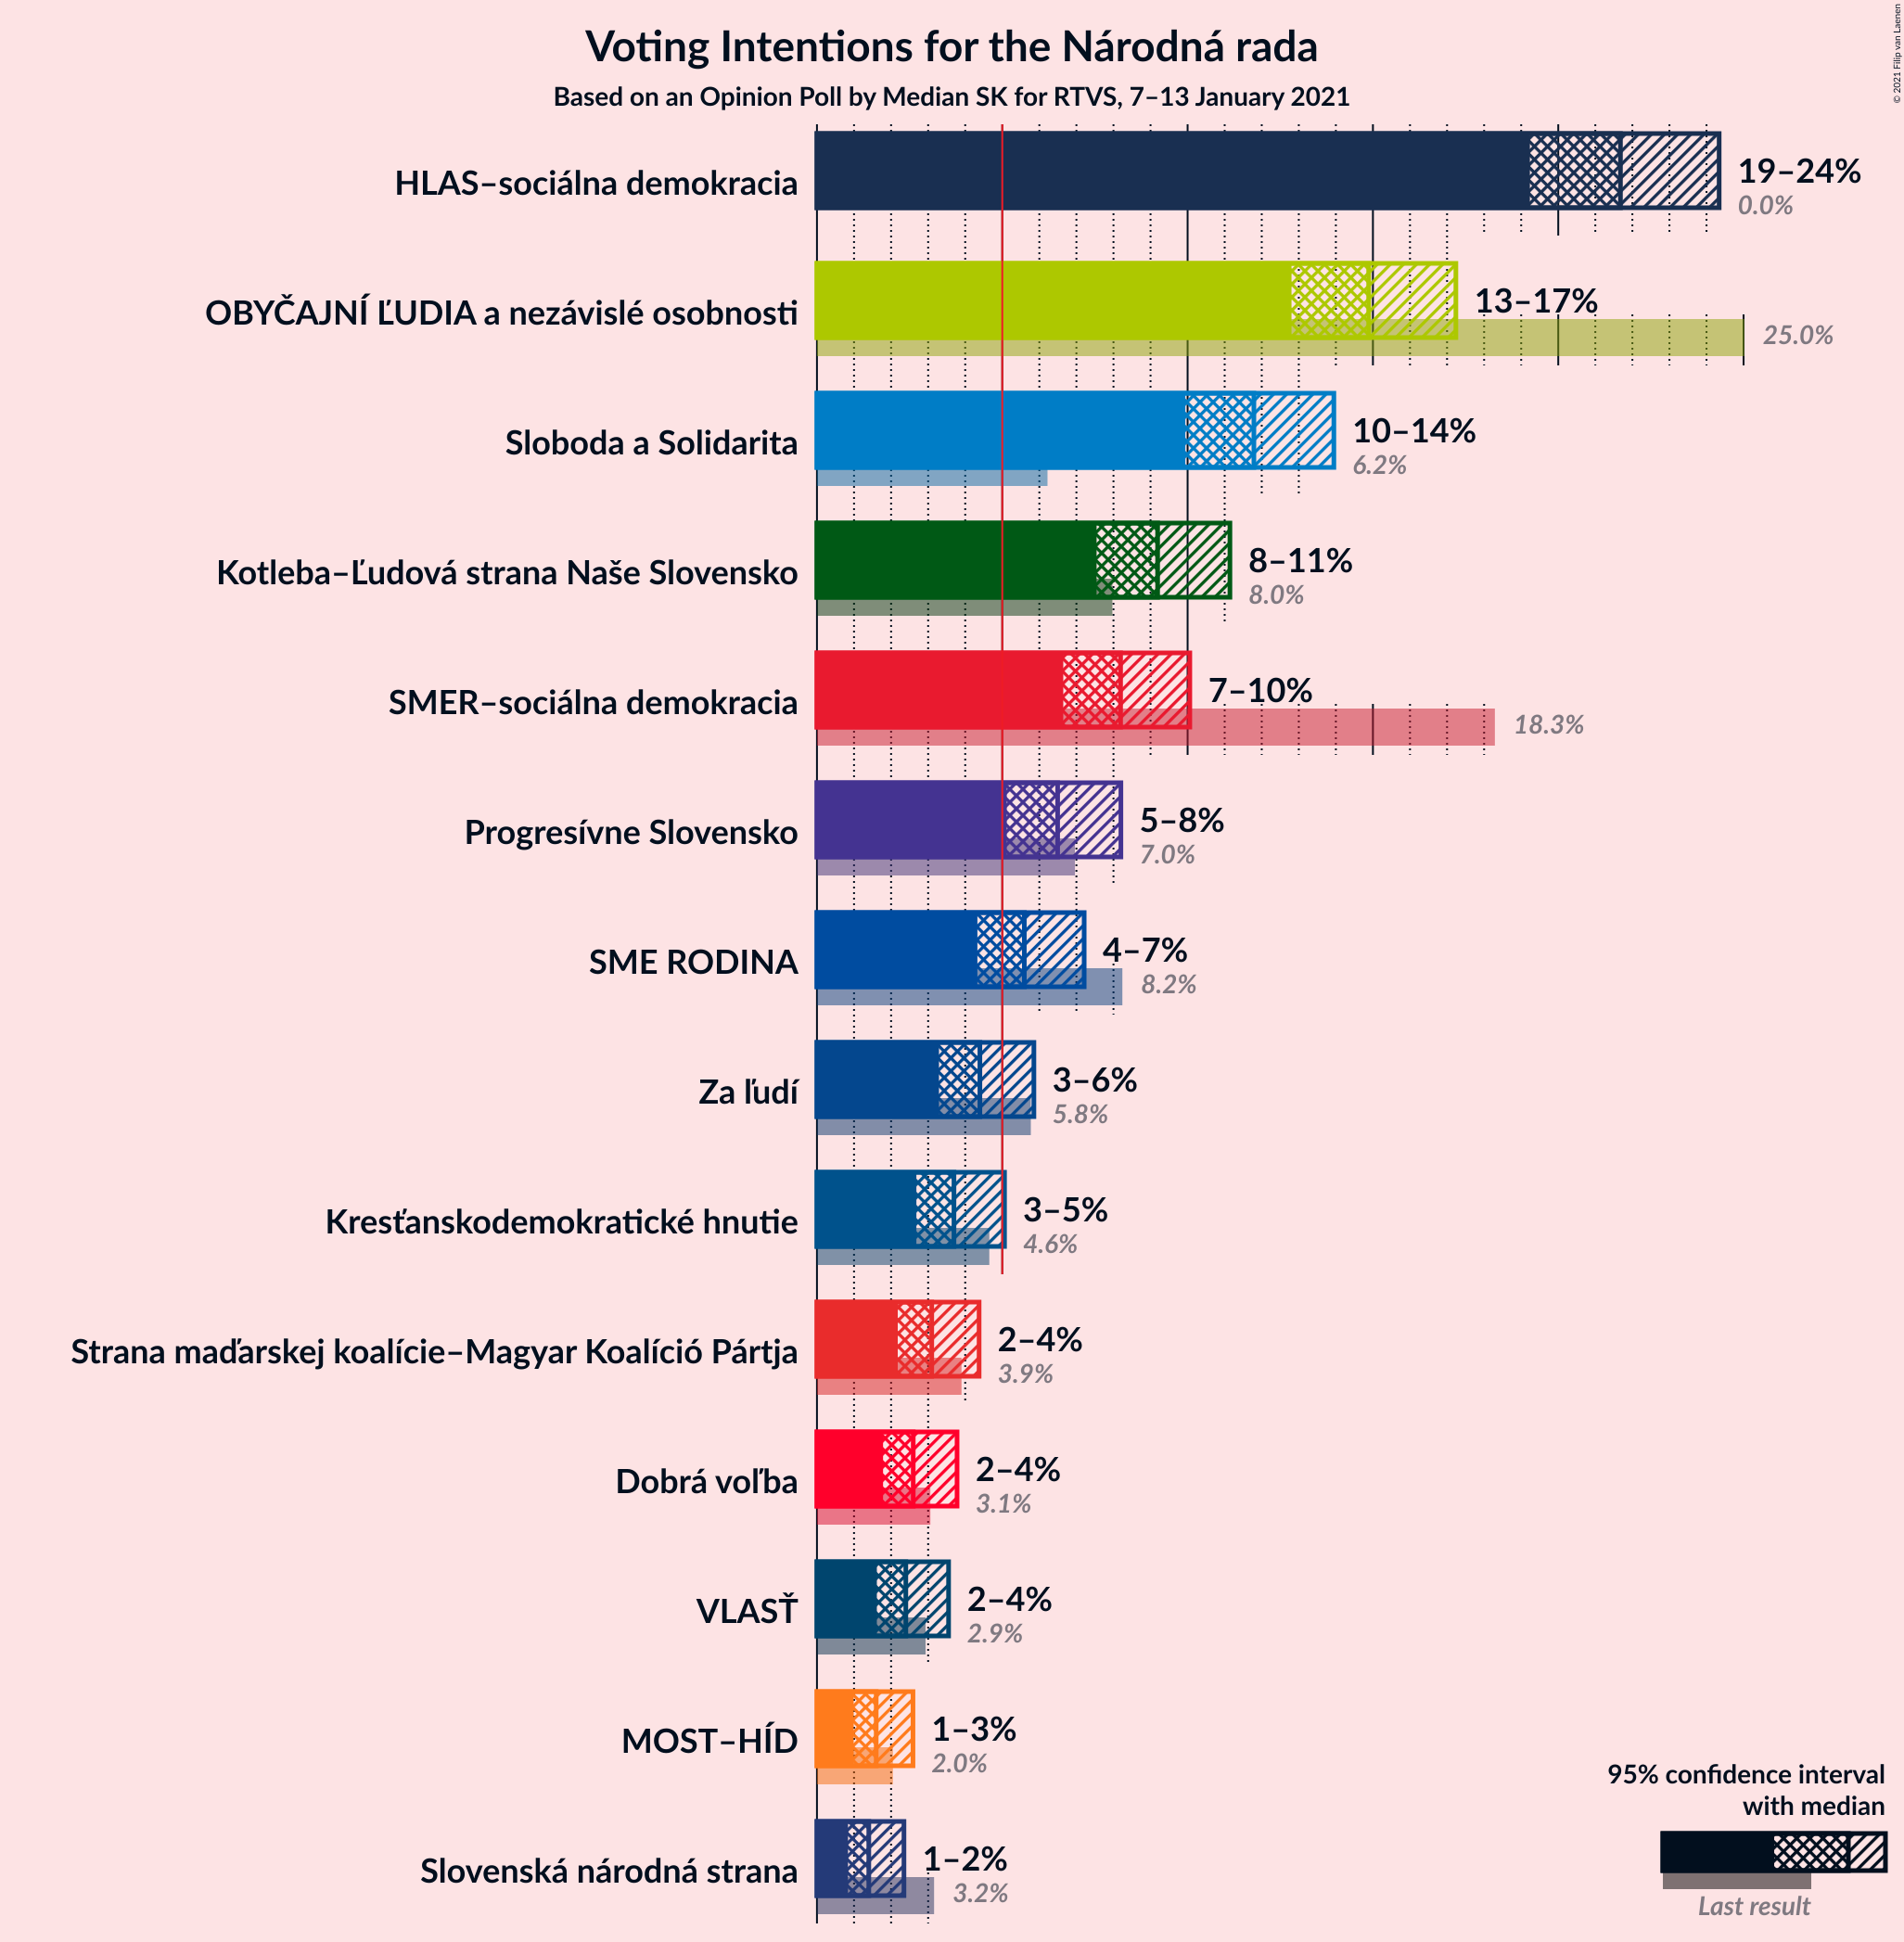 Voting Intentions for the Národná rada
Based on an Opinion Poll by Median SK for RTVS, 7–13 January 2021
© 2021 Filip van Laenen
HLAS–sociálna demokracia
19–24%
0.0%
OBYČAJNÍ ĽUDIA a nezávislé osobnosti
13–17%
25.0%
Sloboda a Solidarita
10–14%
6.2%
Kotleba–Ľudová strana Naše Slovensko
8–11%
8.0%
SMER–sociálna demokracia
7–10%
18.3%
Progresívne Slovensko
5–8%
7.0%
SME RODINA
4–7%
8.2%
Za ľudí
3–6%
5.8%
Kresťanskodemokratické hnutie
3–5%
4.6%
Strana maďarskej koalície–Magyar Koalíció Pártja
2–4%
3.9%
Dobrá voľba
2–4%
3.1%
VLASŤ
2–4%
2.9%
MOST–HÍD
1–3%
2.0%
Slovenská národná strana
1–2%
3.2%
95% confidence interval
with median
Last result